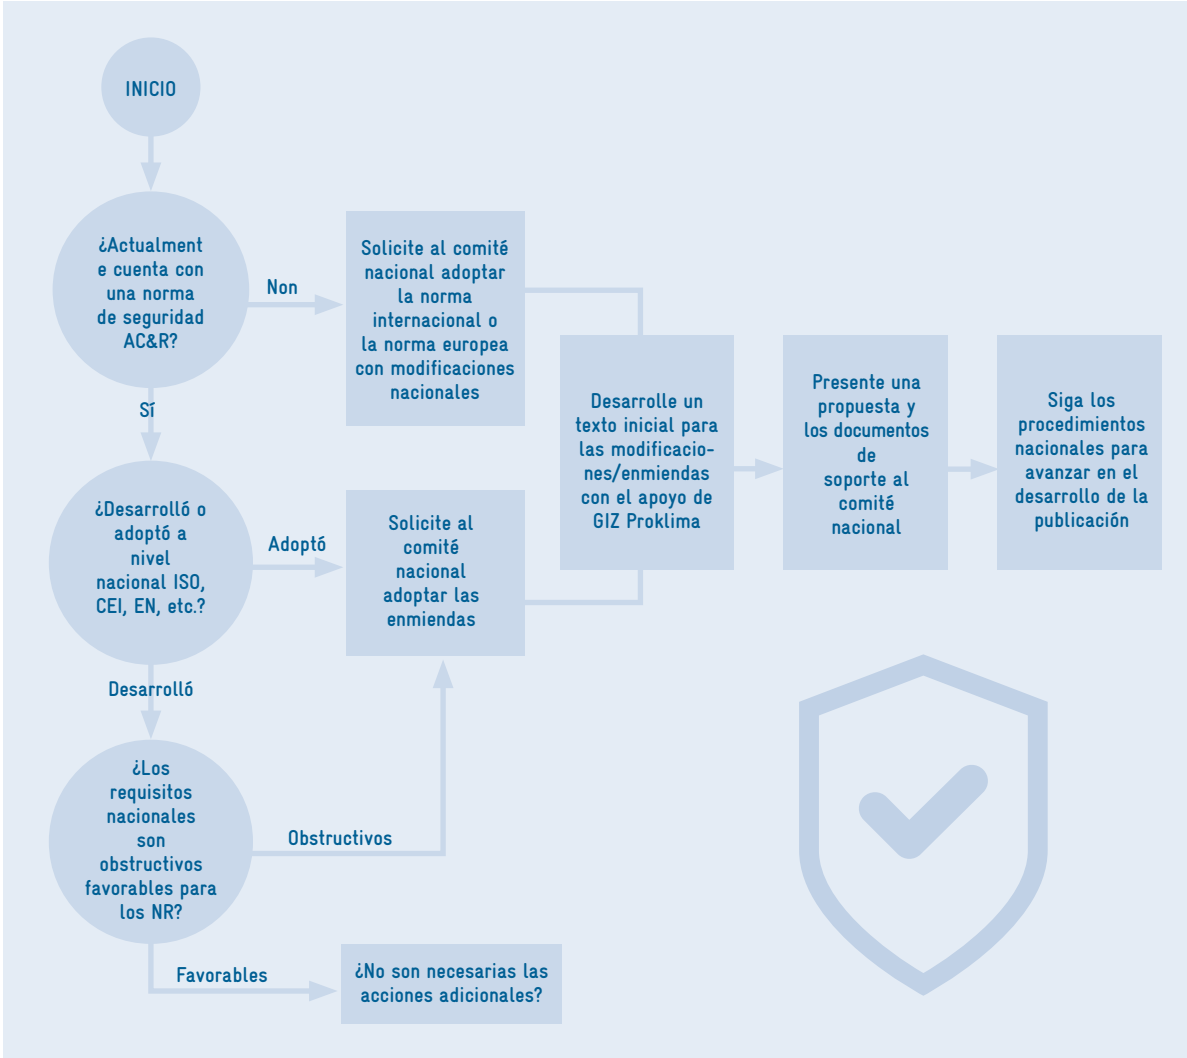 INICIO
¿Actualment
e cuenta con
una norma
de seguridad
AC&R?
Non
Solicite al comité
nacional adoptar
la norma
internacional o
la norma europea
con modificaciones
nacionales
Sí
¿Desarrolló o
adoptó a
nivel
nacional ISO,
CEI, EN, etc.?
Adoptó
Solicite al
comité
nacional
adoptar las
enmiendas
Desarrolle un
texto inicial para
las modificacio-
nes/enmiendas
con el apoyo de
GIZ Proklima
Presente una
propuesta y
los documentos
de
soporte al
comité
nacional
Siga los
procedimientos
nacionales para
avanzar en el
desarrollo de la
publicación
Desarrolló
¿Los
requisitos
nacionales
son
obstructivos
favorables para
los NR?
Obstructivos
Favorables
¿No son necesarias las
acciones adicionales?